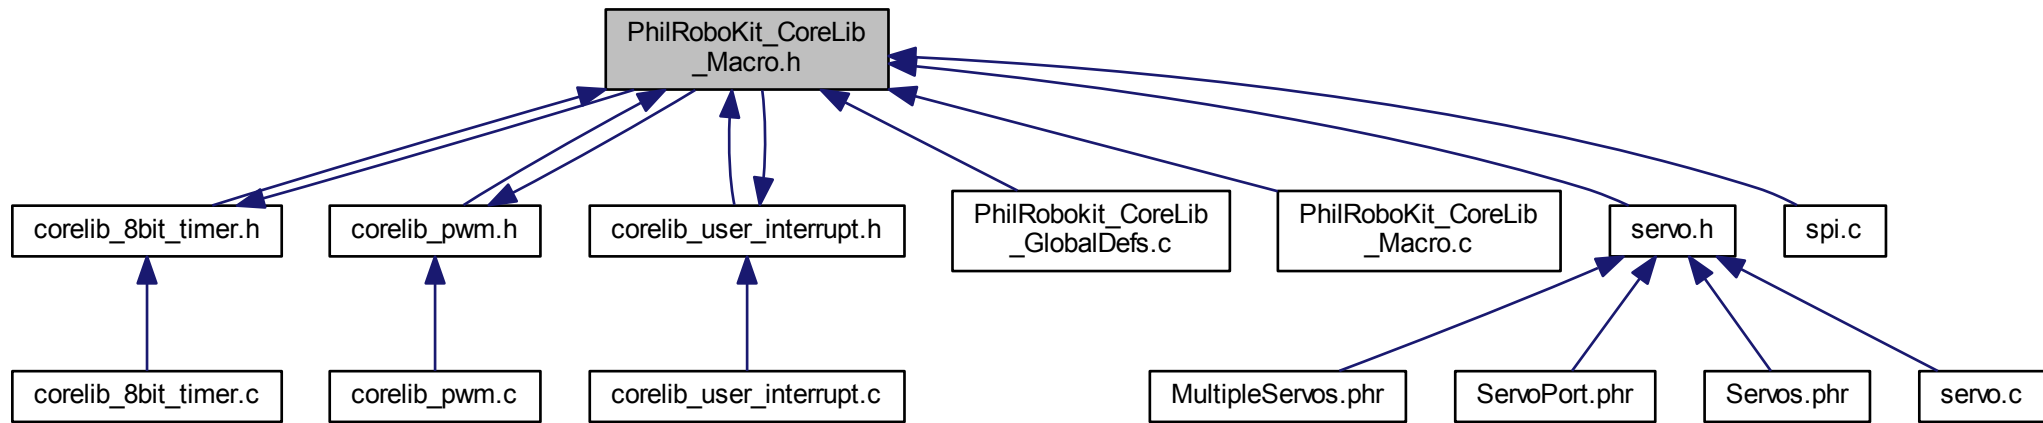 PhilRoboKit_CoreLib
_Macro.h
corelib_8bit_timer.h
corelib_pwm.h
corelib_user_interrupt.h
PhilRobokit_CoreLib
_GlobalDefs.c
PhilRoboKit_CoreLib
_Macro.c
servo.h
spi.c
corelib_8bit_timer.c
corelib_pwm.c
corelib_user_interrupt.c
MultipleServos.phr
ServoPort.phr
Servos.phr
servo.c